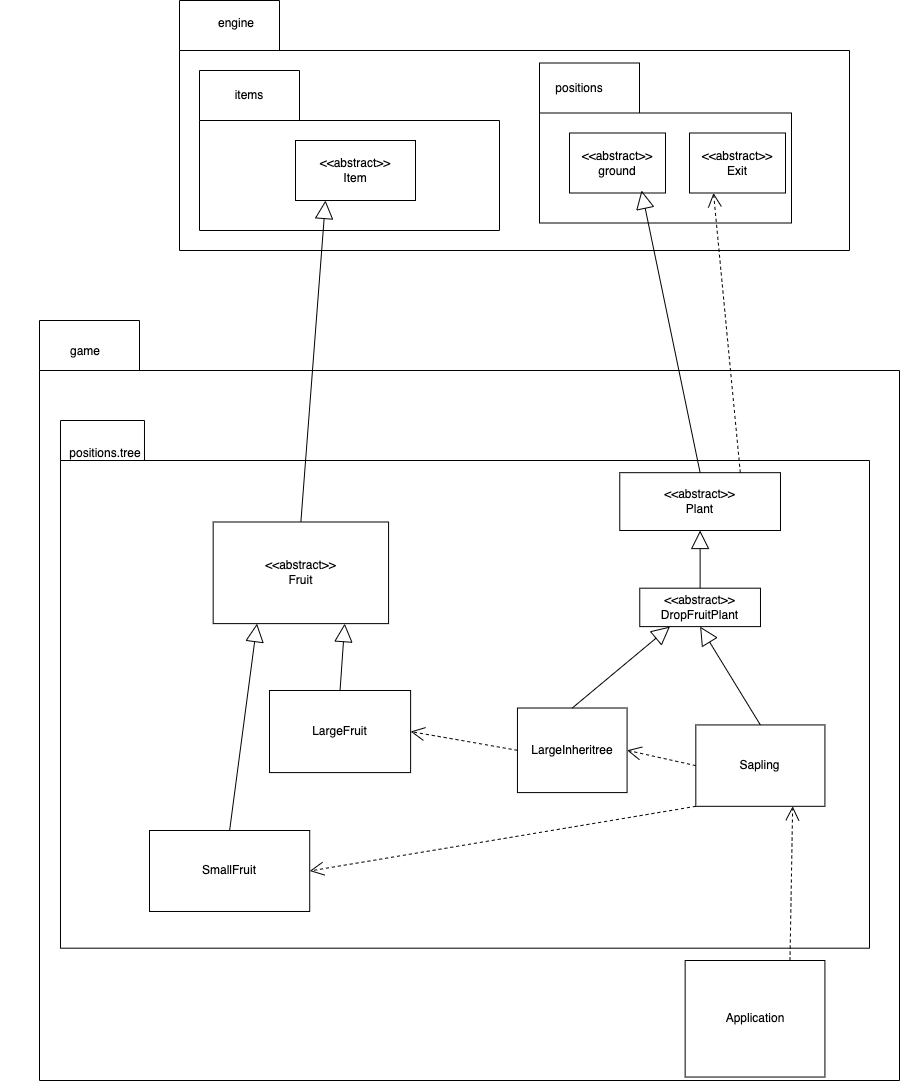 engine
items
positions
<<abstract>>
Item
<<abstract>>
ground
<<abstract>>
Exit
game
positions.tree
<<abstract>>
Plant
<<abstract>>
Fruit
<<abstract>>
DropFruitPlant
LargeFruit
LargeInheritree
Sapling
SmallFruit
Application